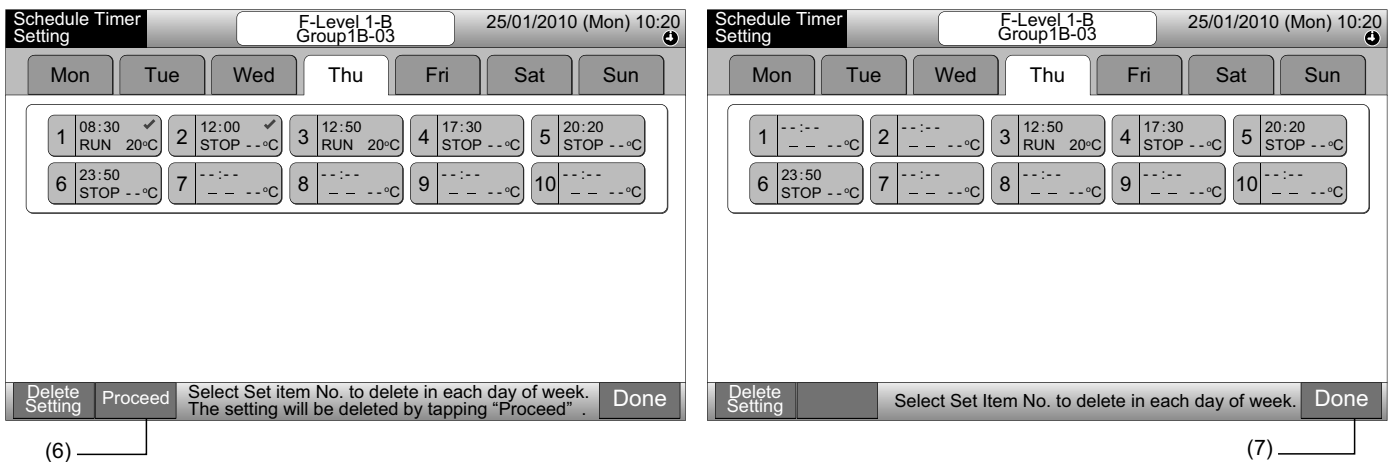 Schedule Timer
Setting
F-Level 1-B
Group1B-03
25/01/2010 (Mon) 10:20
Mon Tue Wed Thu Fri Sat Sun
1 08:30 ✔ RUN 20°C
2 12:00 ✔ STOP --°C
3 12:50 RUN 20°C
4 17:30 STOP --°C
5 20:20 STOP --°C
6 23:50 STOP --°C
7 --:-- – – --°C
8 --:-- – – --°C
9 --:-- – – --°C
10 --:-- – – --°C
Delete
Setting
Proceed
Select Set item No. to delete in each day of week.
The setting will be deleted by tapping “Proceed” .
Done
(6)
Schedule Timer
Setting
F-Level 1-B
Group1B-03
25/01/2010 (Mon) 10:20
Mon Tue Wed Thu Fri Sat Sun
1 --:-- – – --°C
2 --:-- – – --°C
3 12:50 RUN 20°C
4 17:30 STOP --°C
5 20:20 STOP --°C
6 23:50 STOP --°C
7 --:-- – – --°C
8 --:-- – – --°C
9 --:-- – – --°C
10 --:-- – – --°C
Delete
Setting
Select Set Item No. to delete in each day of week.
Done
(7)